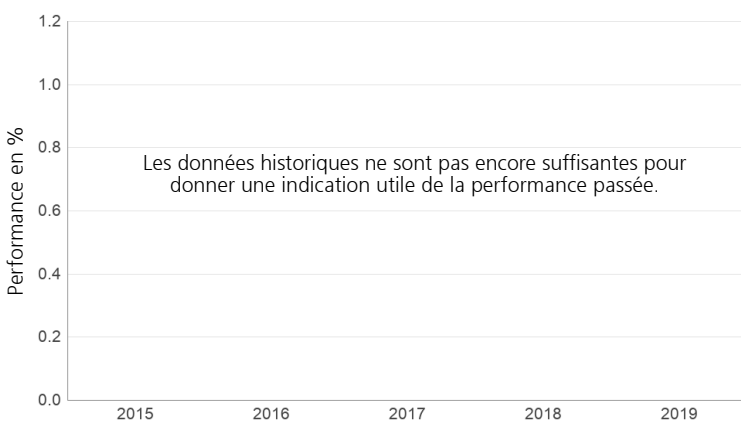 1.2
1.0
Performance en %
0.8
Les données historiques ne sont pas encore suffisantes pour
donner une indication utile de la performance passée.
0.6
0.4
0.2
0.0
2015 2016 2017 2018 2019